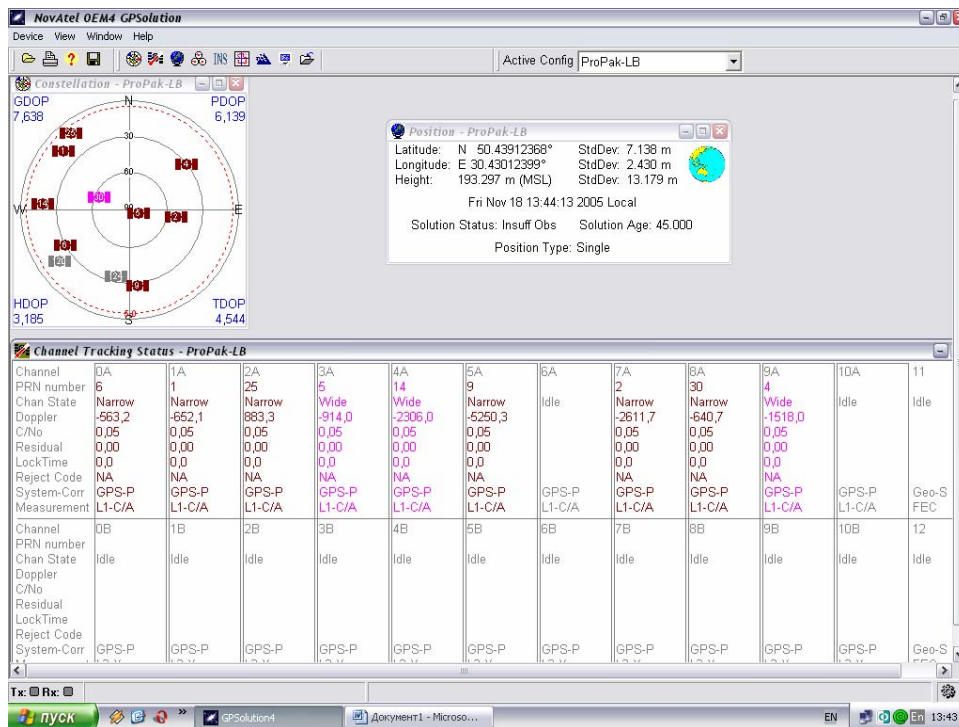 NovAtel OEM4 GPSolution
Device View Window Help
INS
Active Config ProPak-LB
Constellation - ProPak-LB
GDOP
7,638
PDOP
6,139
N
30
60
90
W
E
S
5.0
4
2
5
9
HDOP
3,185
TDOP
4,544
Position - ProPak-LB
Latitude: N 50.43912368° StdDev: 7.138 m
Longitude: E 30.43012399° StdDev: 2.430 m
Height: 193.297 m (MSL) StdDev: 13.179 m
Fri Nov 18 13:44:13 2005 Local
Solution Status: Insuff Obs Solution Age: 45.000
Position Type: Single
Channel Tracking Status - ProPak-LB
Channel 0A 1A 2A 3A 4A 5A 6A 7A 8A 9A 10A 11
PRN number 6 1 25 5 14 9 2 30 4
Chan State Narrow Narrow Narrow Wide Wide Narrow Idle Narrow Narrow Wide Idle Idle
Doppler -563,2 -652,1 883,3 -914,0 -2306,0 -5250,3 -2611,7 -640,7 -1518,0
C/No 0,05 0,05 0,05 0,05 0,05 0,05 0,05 0,05 0,05
Residual 0,00 0,00 0,00 0,00 0,00 0,00 0,00 0,00 0,00
LockTime 0,0 0,0 0,0 0,0 0,0 0,0 0,0 0,0 0,0
Reject Code NA NA NA NA NA NA NA NA NA
System-Corr GPS-P GPS-P GPS-P GPS-P GPS-P GPS-P GPS-P GPS-P GPS-P GPS-P GPS-P Geo-S
Measurement L1-C/A L1-C/A L1-C/A L1-C/A L1-C/A L1-C/A L1-C/A L1-C/A L1-C/A L1-C/A L1-C/A FEC
Channel 0B 1B 2B 3B 4B 5B 6B 7B 8B 9B 10B 12
PRN number
Chan State Idle Idle Idle Idle Idle Idle Idle Idle Idle Idle Idle Idle
Doppler
C/No
Residual
LockTime
Reject Code
System-Corr GPS-P GPS-P GPS-P GPS-P GPS-P GPS-P GPS-P GPS-P GPS-P GPS-P GPS-P Geo-S
Tx: Rx:
пуск
GPSolution4
Документ1 - Microso...
EN
En
13:43